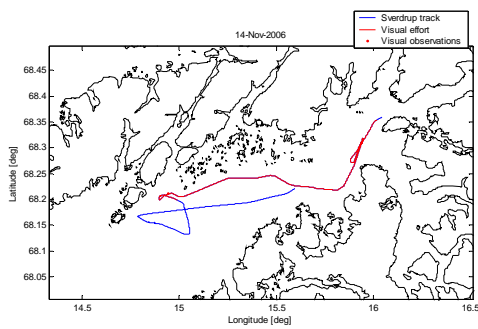 Sverdrup track
Visual effort
Visual observations
14-Nov-2006
68.45
68.4
68.35
68.3
68.25
68.2
68.15
68.1
68.05
Latitude [deg]
14.5
15
15.5
16
16.5
Longitude [deg]